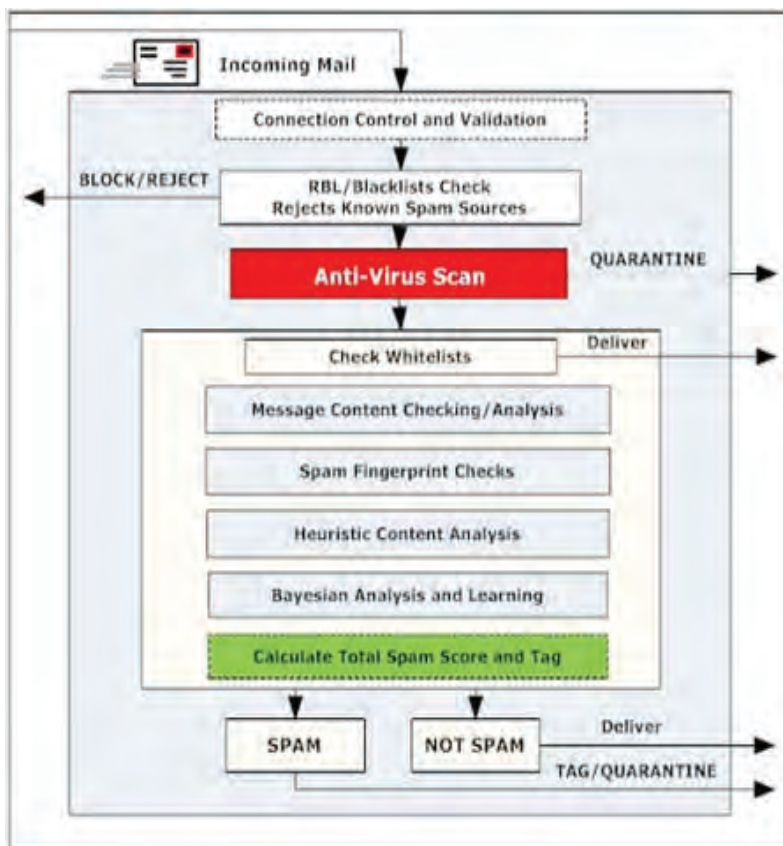 Incoming Mail
Connection Control and Validation
BLOCK/REJECT
RBL/Blacklists Check
Rejects Known Spam Sources
QUARANTINE
Anti-Virus Scan
Check Whitelists
Deliver
Message Content Checking/Analysis
Spam Fingerprint Checks
Heuristic Content Analysis
Bayesian Analysis and Learning
Calculate Total Spam Score and Tag
SPAM
NOT SPAM
Deliver
TAG/QUARANTINE